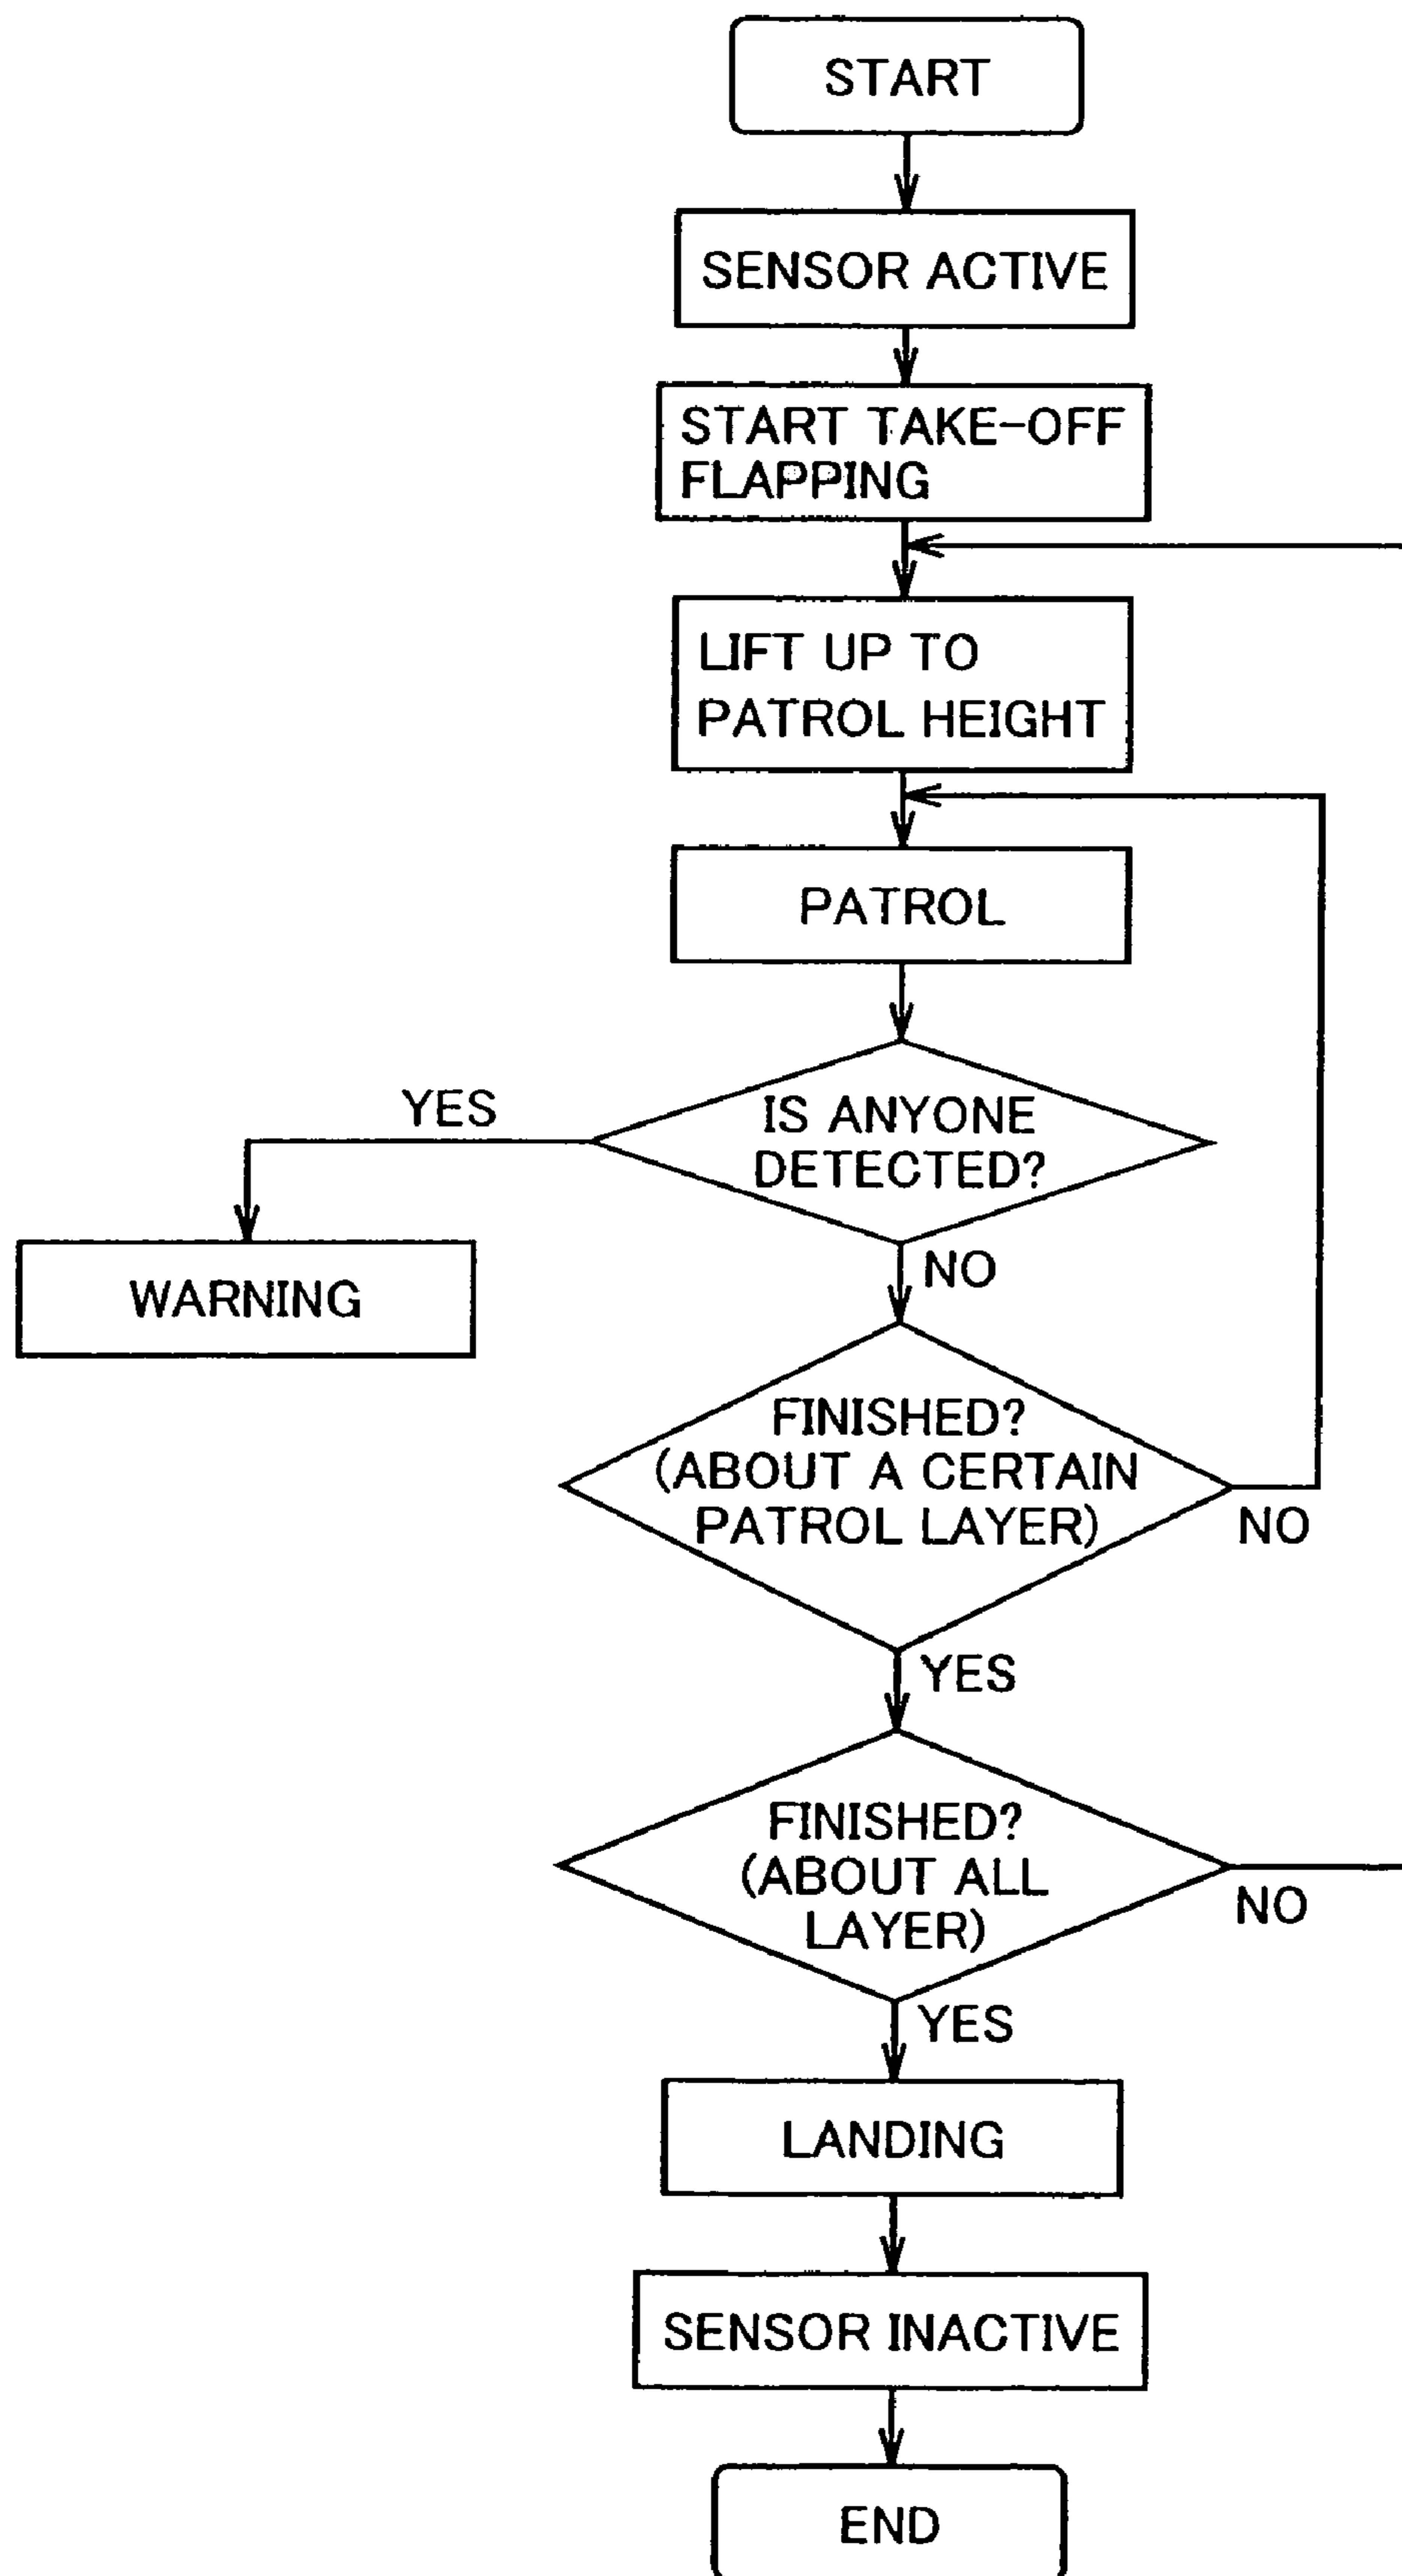 START
SENSOR ACTIVE
START TAKE-OFF
FLAPPING
LIFT UP TO
PATROL HEIGHT
PATROL
YES
IS ANYONE
DETECTED?
NO
WARNING
FINISHED?
(ABOUT A CERTAIN
PATROL LAYER)
NO
YES
FINISHED?
(ABOUT ALL
LAYER)
NO
YES
LANDING
SENSOR INACTIVE
END